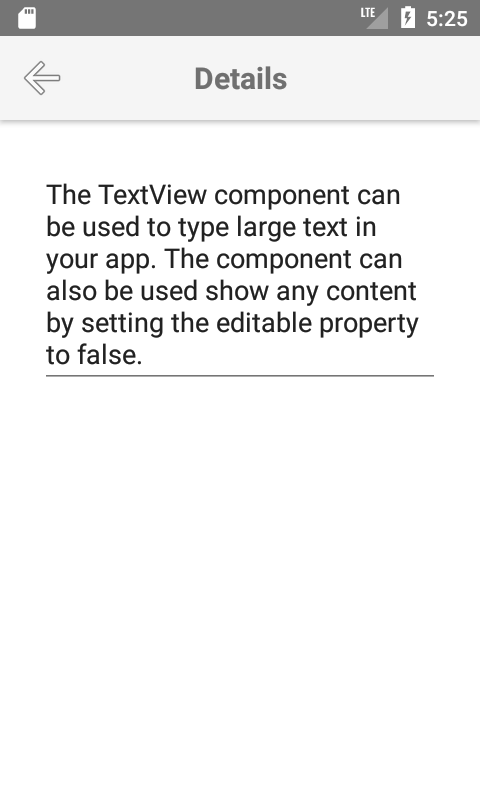 LTE 5:25
Details
The TextView component can
be used to type large text in
your app. The component can
also be used show any content
by setting the editable property
to false.